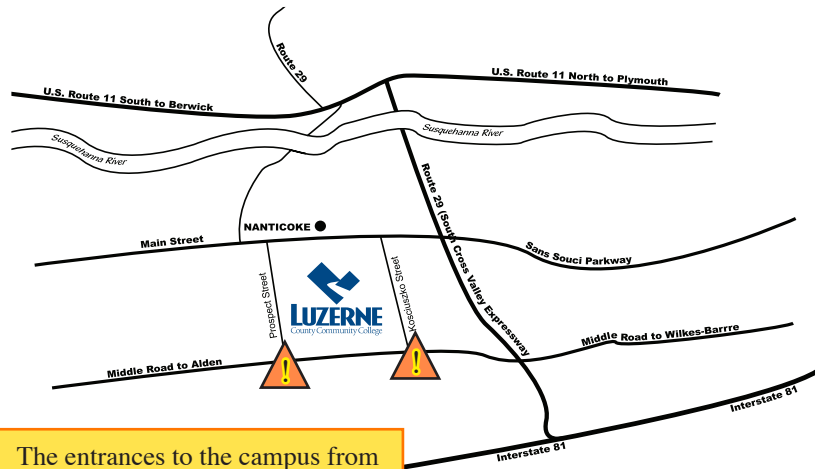 Route 29
U.S. Route 11 North to Plymouth
U.S. Route 11 South to Berwick
Susquehanna River
Susquehanna River
Route 29 (South Cross Valley Expressway
NANTICOKE
Main Street
Sans Souci Parkway
Prospect Street
Kosciuszko Street
LUZERNE
County Community College
Middle Road to Wilkes-Barrre
Middle Road to Alden
!
!
Interstate 81
Interstate 81
The entrances to the campus from